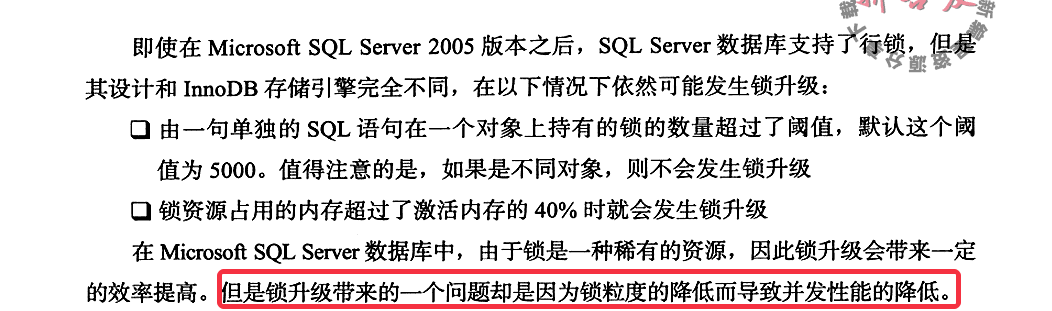 即使在 Microsoft SQL Server 2005 版本之后，SQL Server 数据库支持了行锁，但是
其设计和 InnoDB 存储引擎完全不同，在以下情况下依然可能发生锁升级：
❑ 由一句单独的 SQL 语句在一个对象上持有的锁的数量超过了阈值，默认这个阈
值为 5000。值得注意的是，如果是不同对象，则不会发生锁升级
❑ 锁资源占用的内存超过了激活内存的 40% 时就会发生锁升级
在 Microsoft SQL Server 数据库中，由于锁是一种稀有的资源，因此锁升级会带来一定
的效率提高。但是锁升级带来的一个问题却是因为锁粒度的降低而导致并发性能的降低。